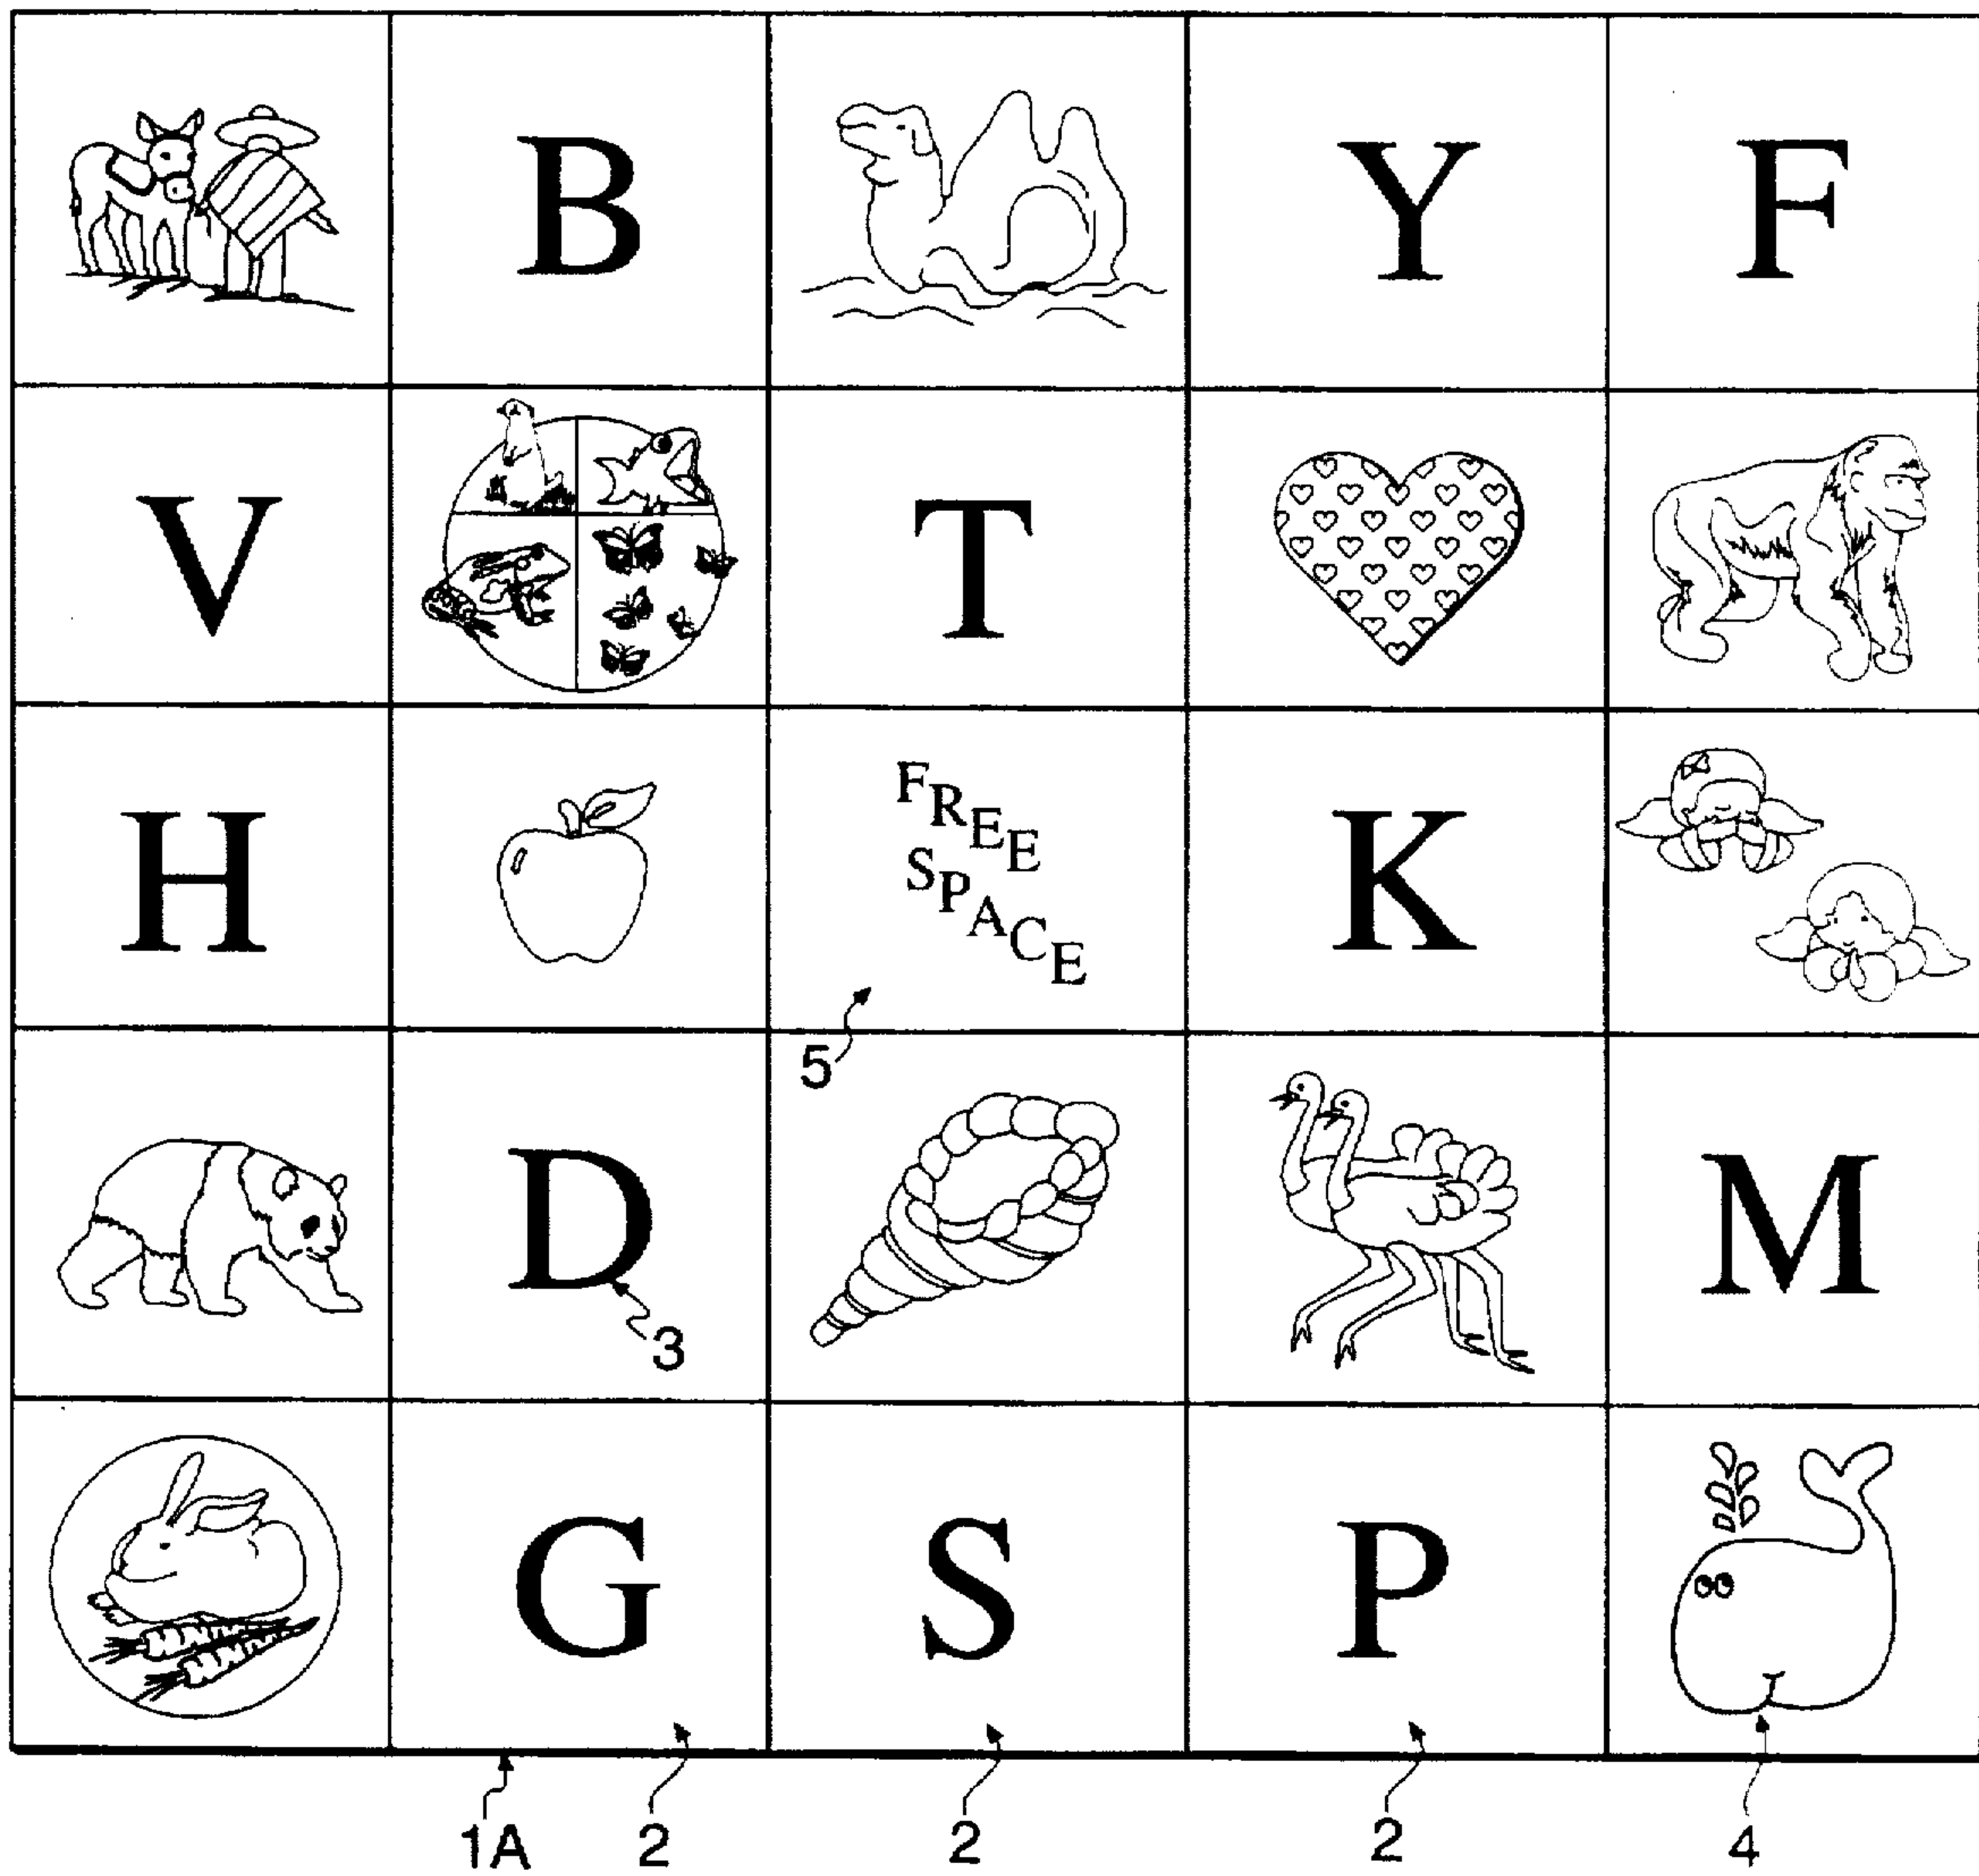 B Y F
V T
H FREE SPACE K
5
D M
3
G S P
1A 2 2 2 4